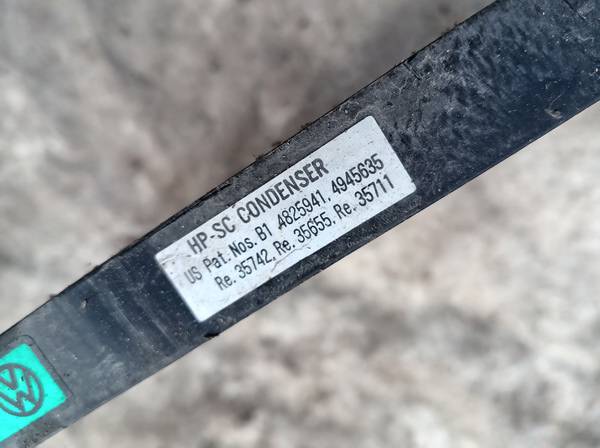 HP-SC CONDENSER
US Pat. Nos. B1 4825941, 4945635
Re. 35742, Re. 35655, Re. 35711